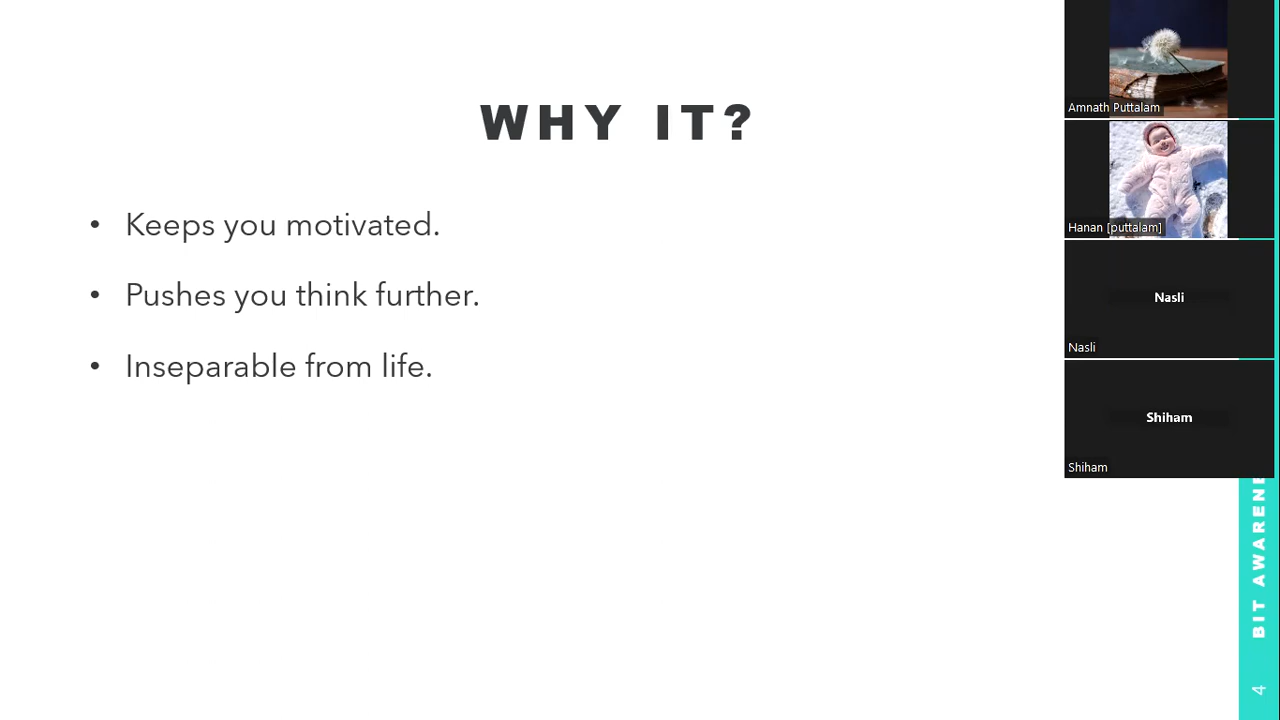 WHY IT?
• Keeps you motivated.
• Pushes you think further.
• Inseparable from life.
Amnath Puttalam
Hanan [puttalam]
Nasli
Nasli
Shiham
Shiham
BIT AWARENE
4